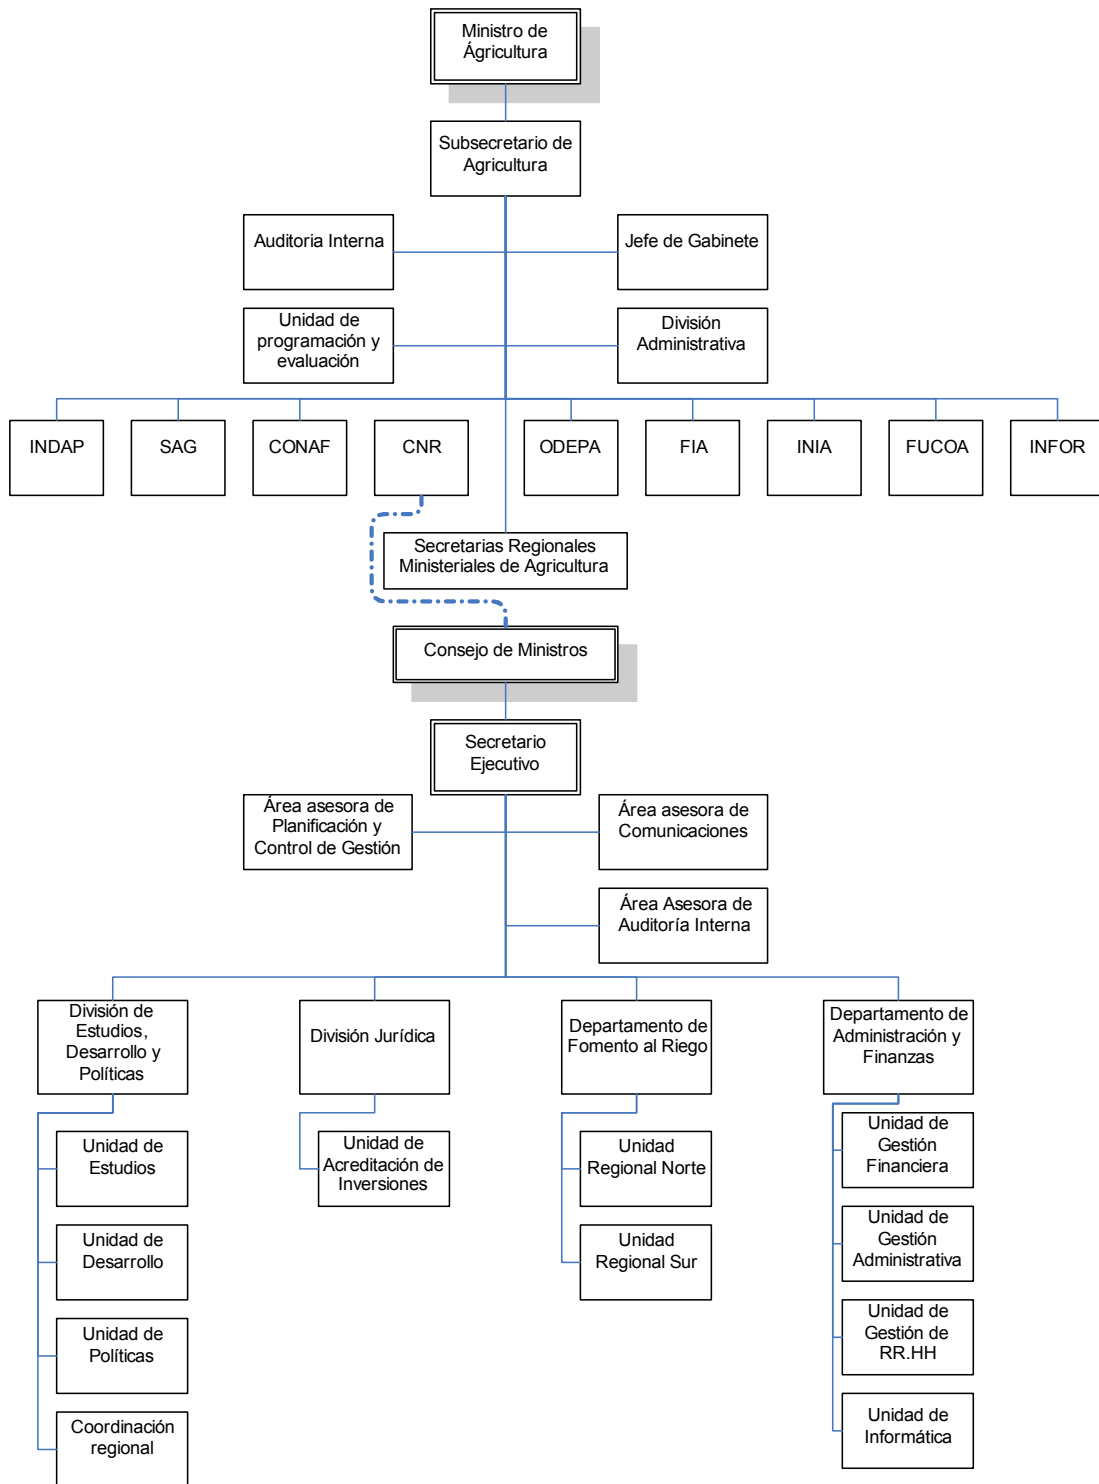 Ministro de
Ágricultura
Subsecretario de
Agricultura
Auditoria Interna
Jefe de Gabinete
Unidad de
programación y
evaluación
División
Administrativa
INDAP
SAG
CONAF
CNR
ODEPA
FIA
INIA
FUCOA
INFOR
Secretarias Regionales
Ministeriales de Agricultura
Consejo de Ministros
Secretario
Ejecutivo
Área asesora de
Planificación y
Control de Gestión
Área asesora de
Comunicaciones
Área Asesora de
Auditoría Interna
División de
Estudios,
Desarrollo y
Políticas
División Jurídica
Departamento de
Fomento al Riego
Departamento de
Administración y
Finanzas
Unidad de
Estudios
Unidad de
Desarrollo
Unidad de
Políticas
Coordinación
regional
Unidad de
Acreditación de
Inversiones
Unidad
Regional Norte
Unidad
Regional Sur
Unidad de
Gestión
Financiera
Unidad de
Gestión
Administrativa
Unidad de
Gestión de
RR.HH
Unidad de
Informática